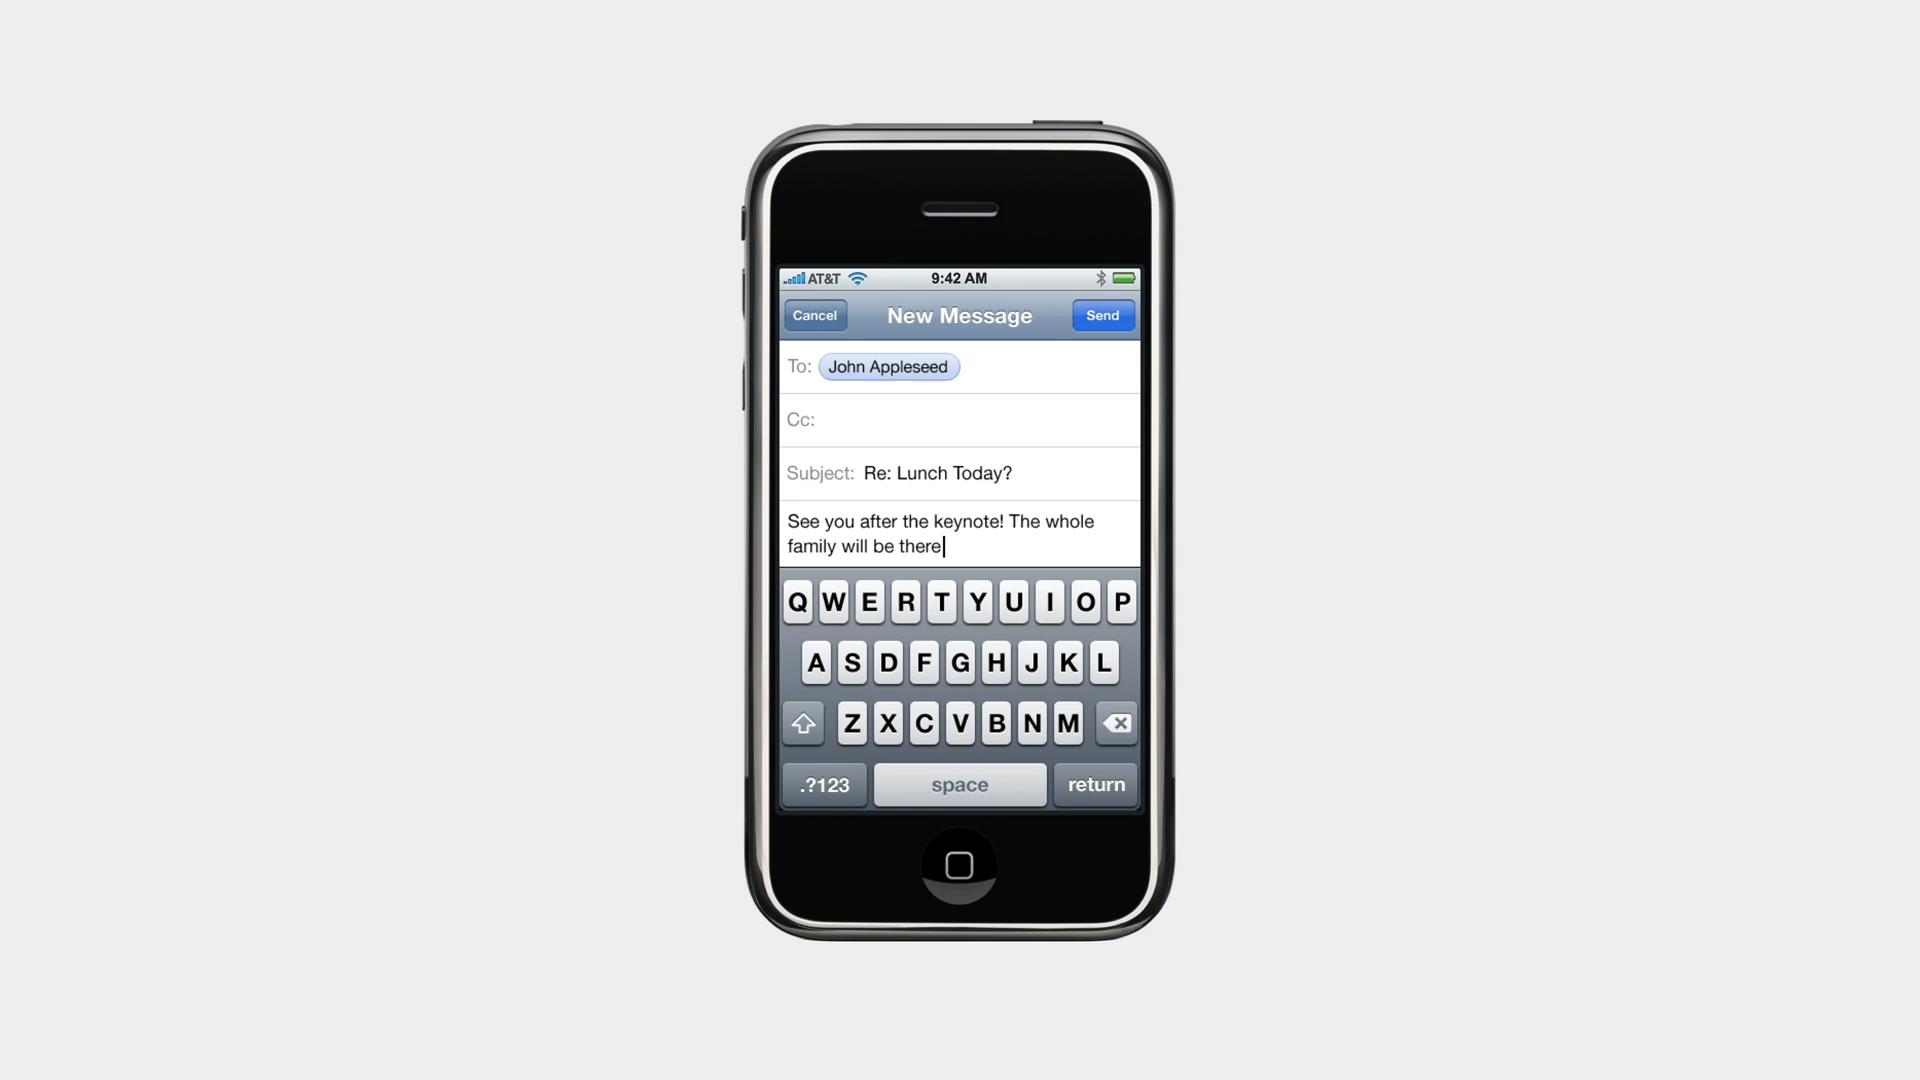 AT&T 9:42 AM
Cancel New Message Send
To: John Appleseed
Cc:
Subject: Re: Lunch Today?
See you after the keynote! The whole
family will be there
Q W E R T Y U I O P
A S D F G H J K L
Z X C V B N M
.?123 space return